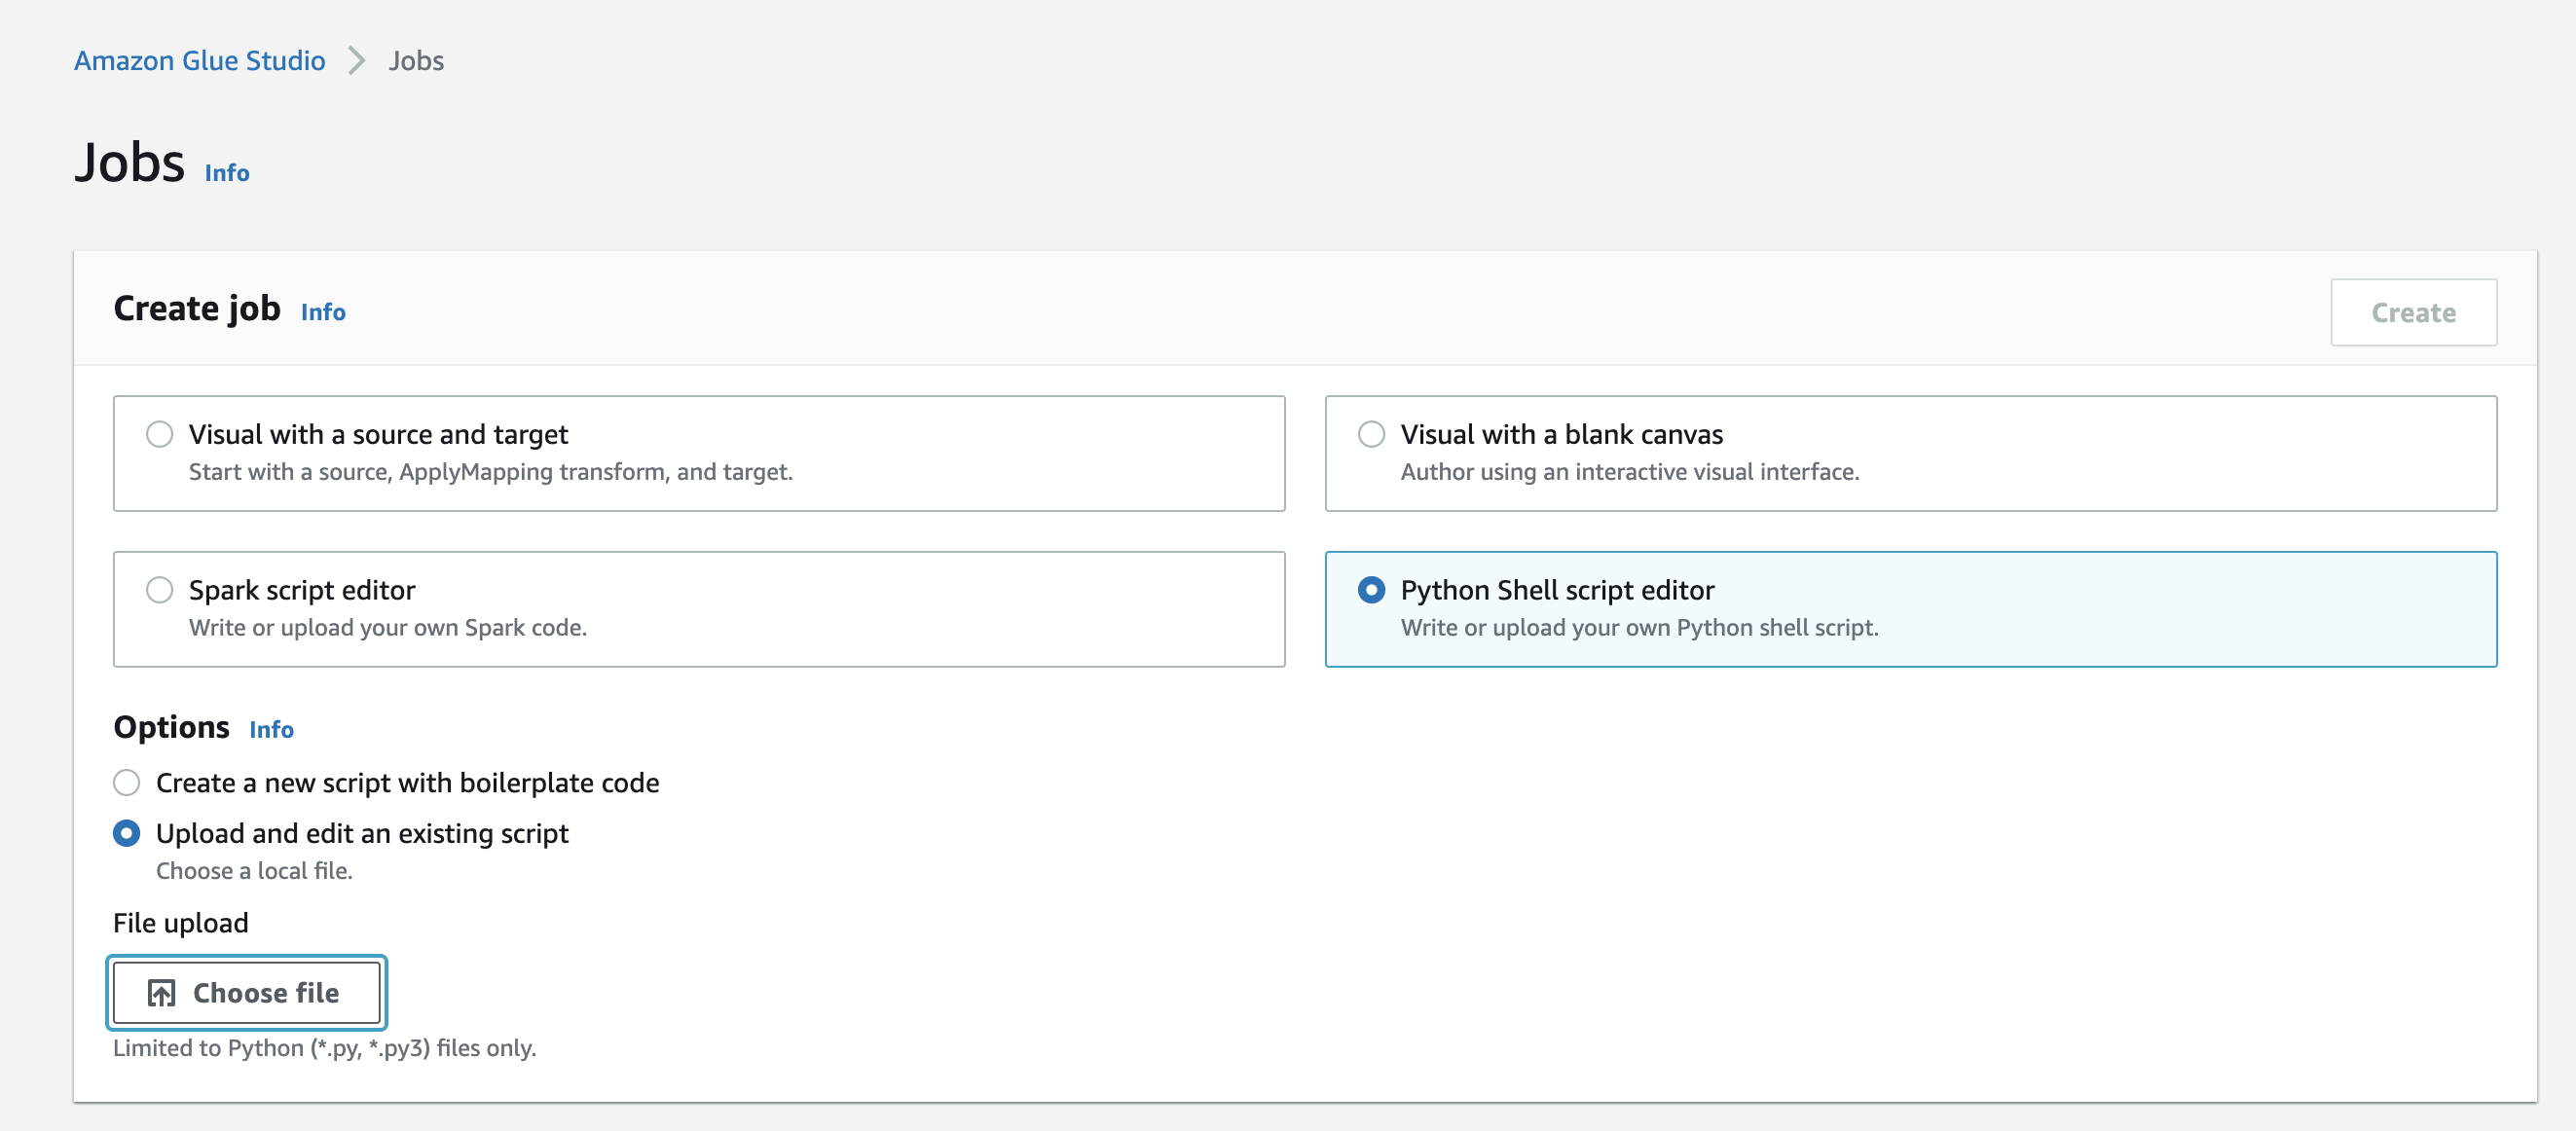 Amazon Glue Studio Jobs
Jobs Info
Create job Info
Create
Visual with a source and target
Start with a source, ApplyMapping transform, and target.
Visual with a blank canvas
Author using an interactive visual interface.
Spark script editor
Write or upload your own Spark code.
Python Shell script editor
Write or upload your own Python shell script.
Options Info
Create a new script with boilerplate code
Upload and edit an existing script
Choose a local file.
File upload
Choose file
Limited to Python (*.py, *.py3) files only.